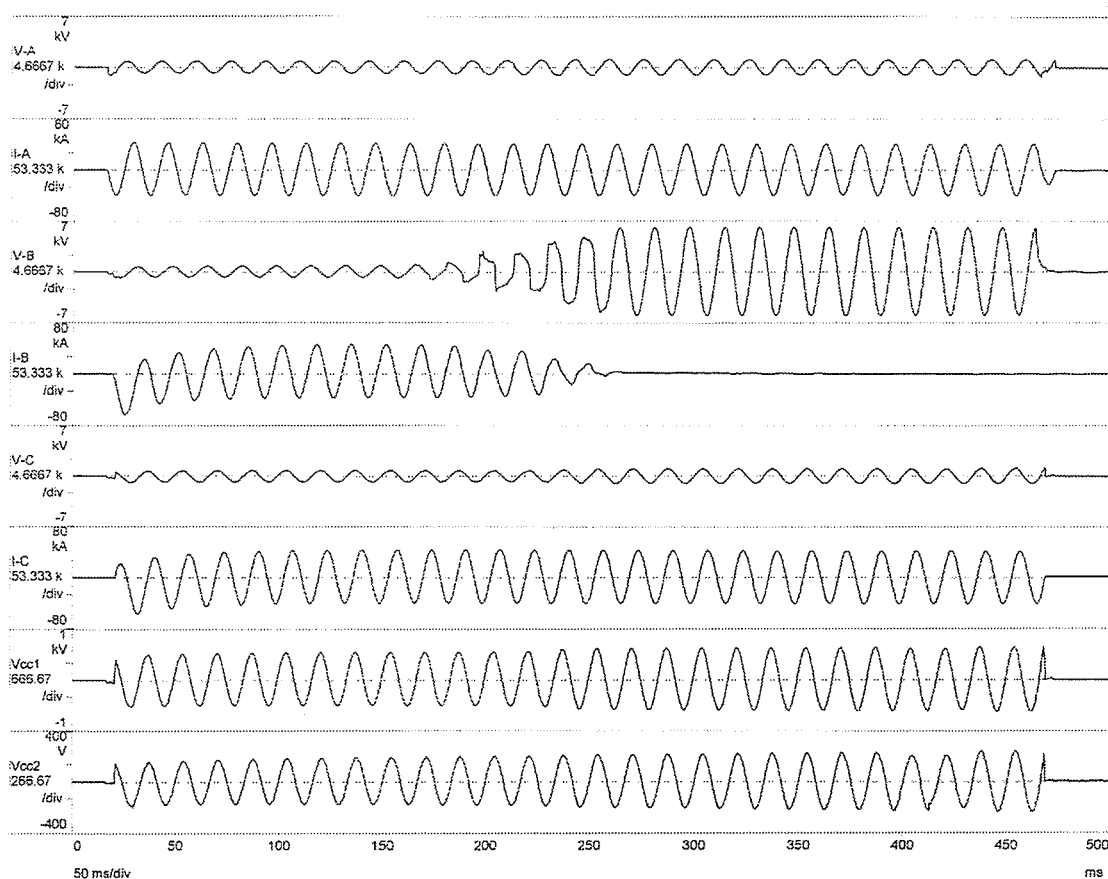 7
kV
V-A
4.6667 k
/div
-7
80
kA
I-A
53.333 k
/div
-80
7
kV
V-B
4.6667 k
/div
-7
80
kA
I-B
53.333 k
/div
-80
7
kV
V-C
4.6667 k
/div
-7
80
kA
I-C
53.333 k
/div
-80
1
kV
Vcc1
666.67
/div
-1
400
V
Vcc2
266.67
/div
-400
0 50 100 150 200 250 300 350 400 450 500
50 ms/div ms